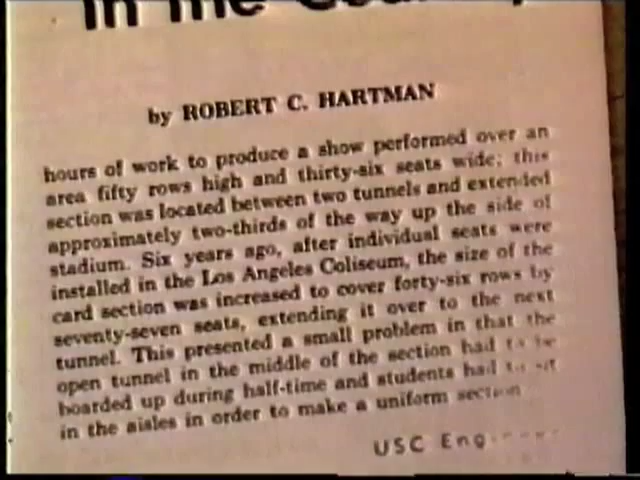 in the
by ROBERT C. HARTMAN
hours of work to produce a show performed over an
area fifty rows high and thirty-six seats wide; this
section was located between two tunnels and extended
approximately two-thirds of the way up the side of
stadium. Six years ago, after individual seats were
installed in the Los Angeles Coliseum, the size of the
card section was increased to cover forty-six rows by
seventy-seven seats, extending it over to the next
tunnel. This presented a small problem in that the
open tunnel in the middle of the section had to be
boarded up during half-time and students had to sit
in the aisles in order to make a uniform section
USC